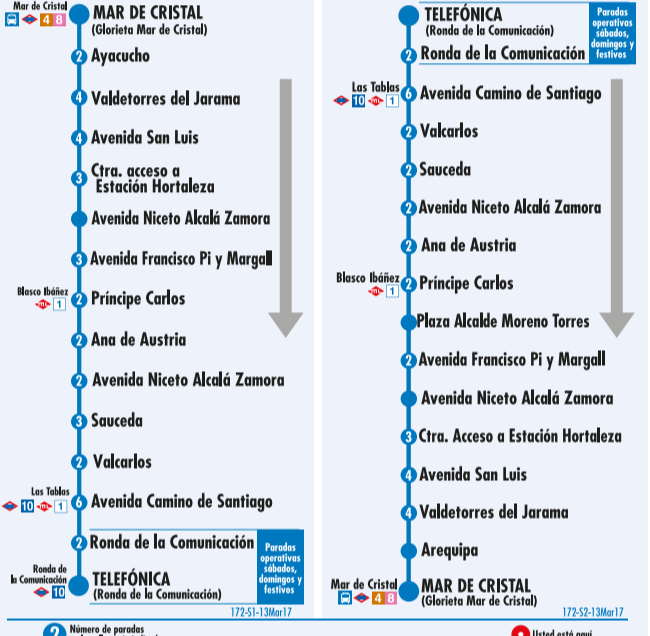 Mar de Cristal
4 8
MAR DE CRISTAL
(Glorieta Mar de Cristal)
2 Ayacucho
4 Valdetorres del Jarama
4 Avenida San Luis
3 Ctra. acceso a
Estación Hortaleza
Avenida Niceto Alcalá Zamora
3 Avenida Francisco Pi y Margall
Blasco Ibáñez
ML 1
2 Príncipe Carlos
2 Ana de Austria
2 Avenida Niceto Alcalá Zamora
3 Sauceda
2 Valcarlos
Las Tablas
10 ML 1
6 Avenida Camino de Santiago
2 Ronda de la Comunicación
Paradas
operativas
sábados,
domingos y
festivos
Ronda de
la Comunicación
10
TELEFÓNICA
(Ronda de la Comunicación)
172-S1-13Mar17
TELEFÓNICA
(Ronda de la Comunicación)
2 Ronda de la Comunicación
Paradas
operativas
sábados,
domingos y
festivos
Las Tablas
10 ML 1
6 Avenida Camino de Santiago
2 Valcarlos
2 Sauceda
2 Avenida Niceto Alcalá Zamora
2 Ana de Austria
Blasco Ibáñez
ML 1
2 Príncipe Carlos
Plaza Alcalde Moreno Torres
2 Avenida Francisco Pi y Margall
Avenida Niceto Alcalá Zamora
3 Ctra. Acceso a Estación Hortaleza
4 Avenida San Luis
4 Valdetorres del Jarama
Arequipa
Mar de Cristal
4 8
MAR DE CRISTAL
(Glorieta Mar de Cristal)
172-S2-13Mar17
2 Número de paradas
Usted está aquí